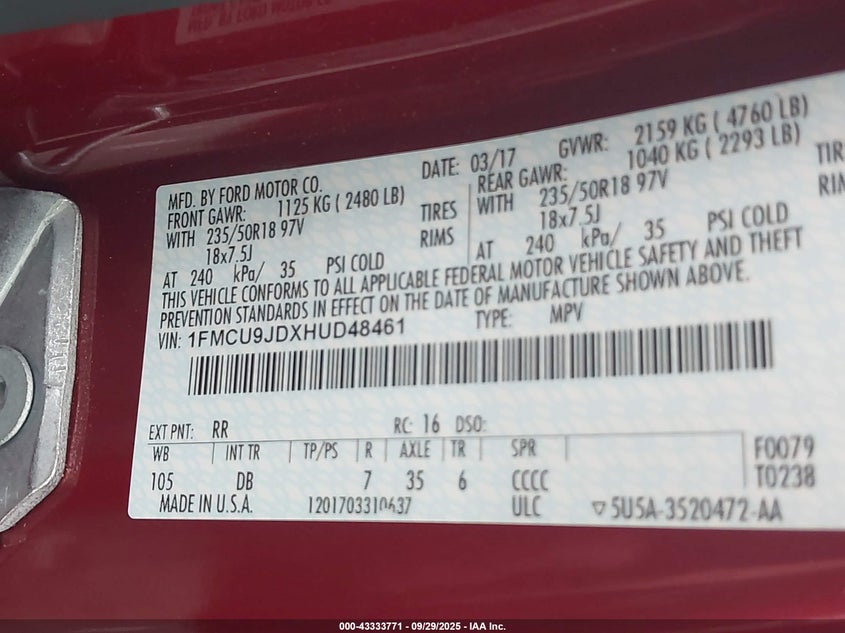 MFD. BY FORD MOTOR CO.
DATE: 03/17
GVWR: 2159 KG ( 4760 LB)
FRONT GAWR: 1125 KG ( 2480 LB)
REAR GAWR: 1040 KG ( 2293 LB)
WITH 235/50R18 97V TIRES
WITH 235/50R18 97V TIR
18x7.5J RIMS
18x7.5J RIM
AT 240 kPa/ 35 PSI COLD
AT 240 kPa/ 35 PSI COLD
THIS VEHICLE CONFORMS TO ALL APPLICABLE FEDERAL MOTOR VEHICLE SAFETY AND THEFT
PREVENTION STANDARDS IN EFFECT ON THE DATE OF MANUFACTURE SHOWN ABOVE.
VIN: 1FMCU9JDXHUD48461
TYPE: MPV
EXT PNT: RR RC: 16 DSO:
WB INT TR TP/PS R AXLE TR SPR F0079
105 DB 7 35 6 CCCC T0238
MADE IN U.S.A. 1201703310637 ULC ▽5U5A-3520472-AA
000-43333771 - 09/29/2025 - IAA Inc.